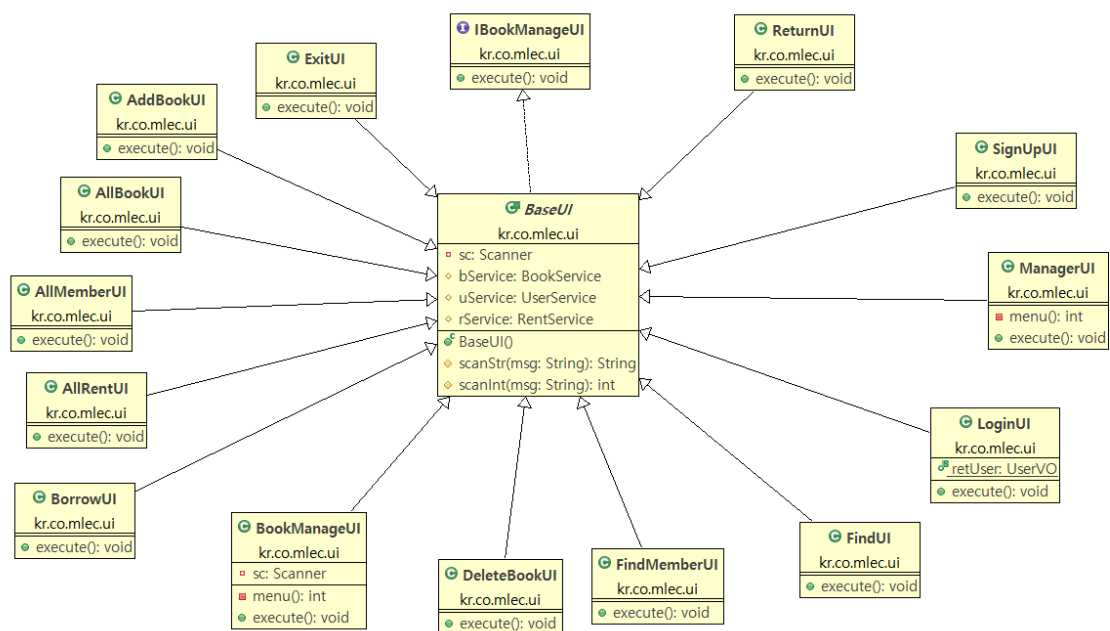 IBookManageUI
kr.co.mlec.ui
execute(): void
ReturnUI
kr.co.mlec.ui
execute(): void
ExitUI
kr.co.mlec.ui
execute(): void
AddBookUI
kr.co.mlec.ui
execute(): void
SignUpUI
kr.co.mlec.ui
execute(): void
AllBookUI
kr.co.mlec.ui
execute(): void
BaseUI
kr.co.mlec.ui
sc: Scanner
bService: BookService
uService: UserService
rService: RentService
BaseUI()
scanStr(msg: String): String
scanInt(msg: String): int
ManagerUI
kr.co.mlec.ui
menu(): int
execute(): void
AllMemberUI
kr.co.mlec.ui
execute(): void
AllRentUI
kr.co.mlec.ui
execute(): void
LoginUI
kr.co.mlec.ui
retUser: UserVO
execute(): void
BorrowUI
kr.co.mlec.ui
execute(): void
BookManageUI
kr.co.mlec.ui
sc: Scanner
menu(): int
execute(): void
DeleteBookUI
kr.co.mlec.ui
execute(): void
FindMemberUI
kr.co.mlec.ui
execute(): void
FindUI
kr.co.mlec.ui
execute(): void